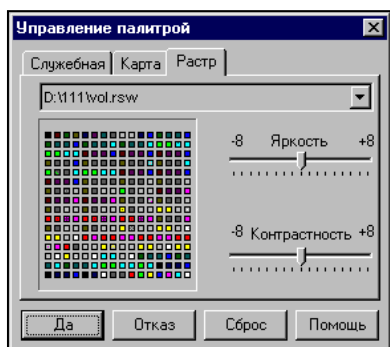 Управление палитрой
Служебная Карта Растр
D:\111\vol.rsw
-8 Яркость +8
-8 Контрастность +8
Да Отказ Сброс Помощь